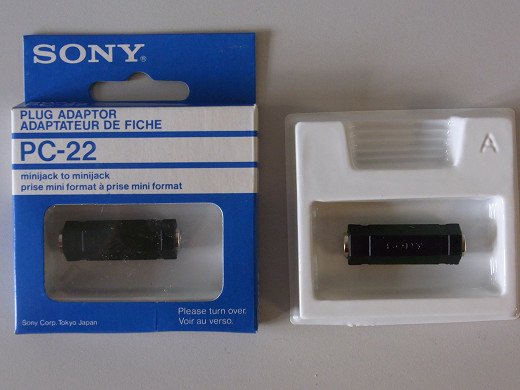 SONY®
PLUG ADAPTOR
ADAPTATEUR DE FICHE
PC-22
minijack to minijack
prise mini format à prise mini format
Please turn over.
Voir au verso.
Sony Corp. Tokyo Japan
A
SONY